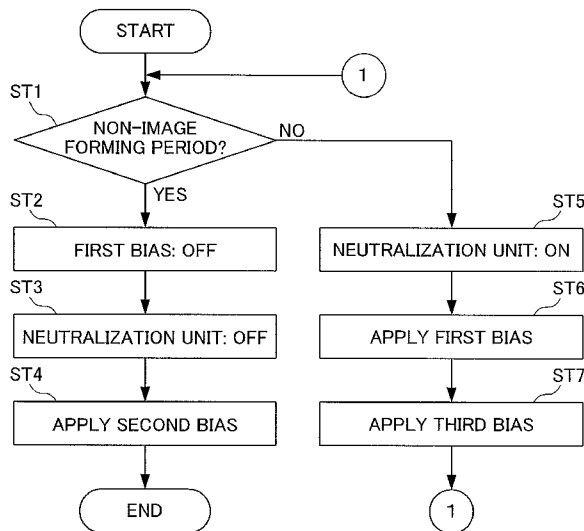 START
1
ST1
NON-IMAGE
FORMING PERIOD?
NO
YES
ST2
FIRST BIAS: OFF
ST3
NEUTRALIZATION UNIT: OFF
ST4
APPLY SECOND BIAS
END
ST5
NEUTRALIZATION UNIT: ON
ST6
APPLY FIRST BIAS
ST7
APPLY THIRD BIAS
1